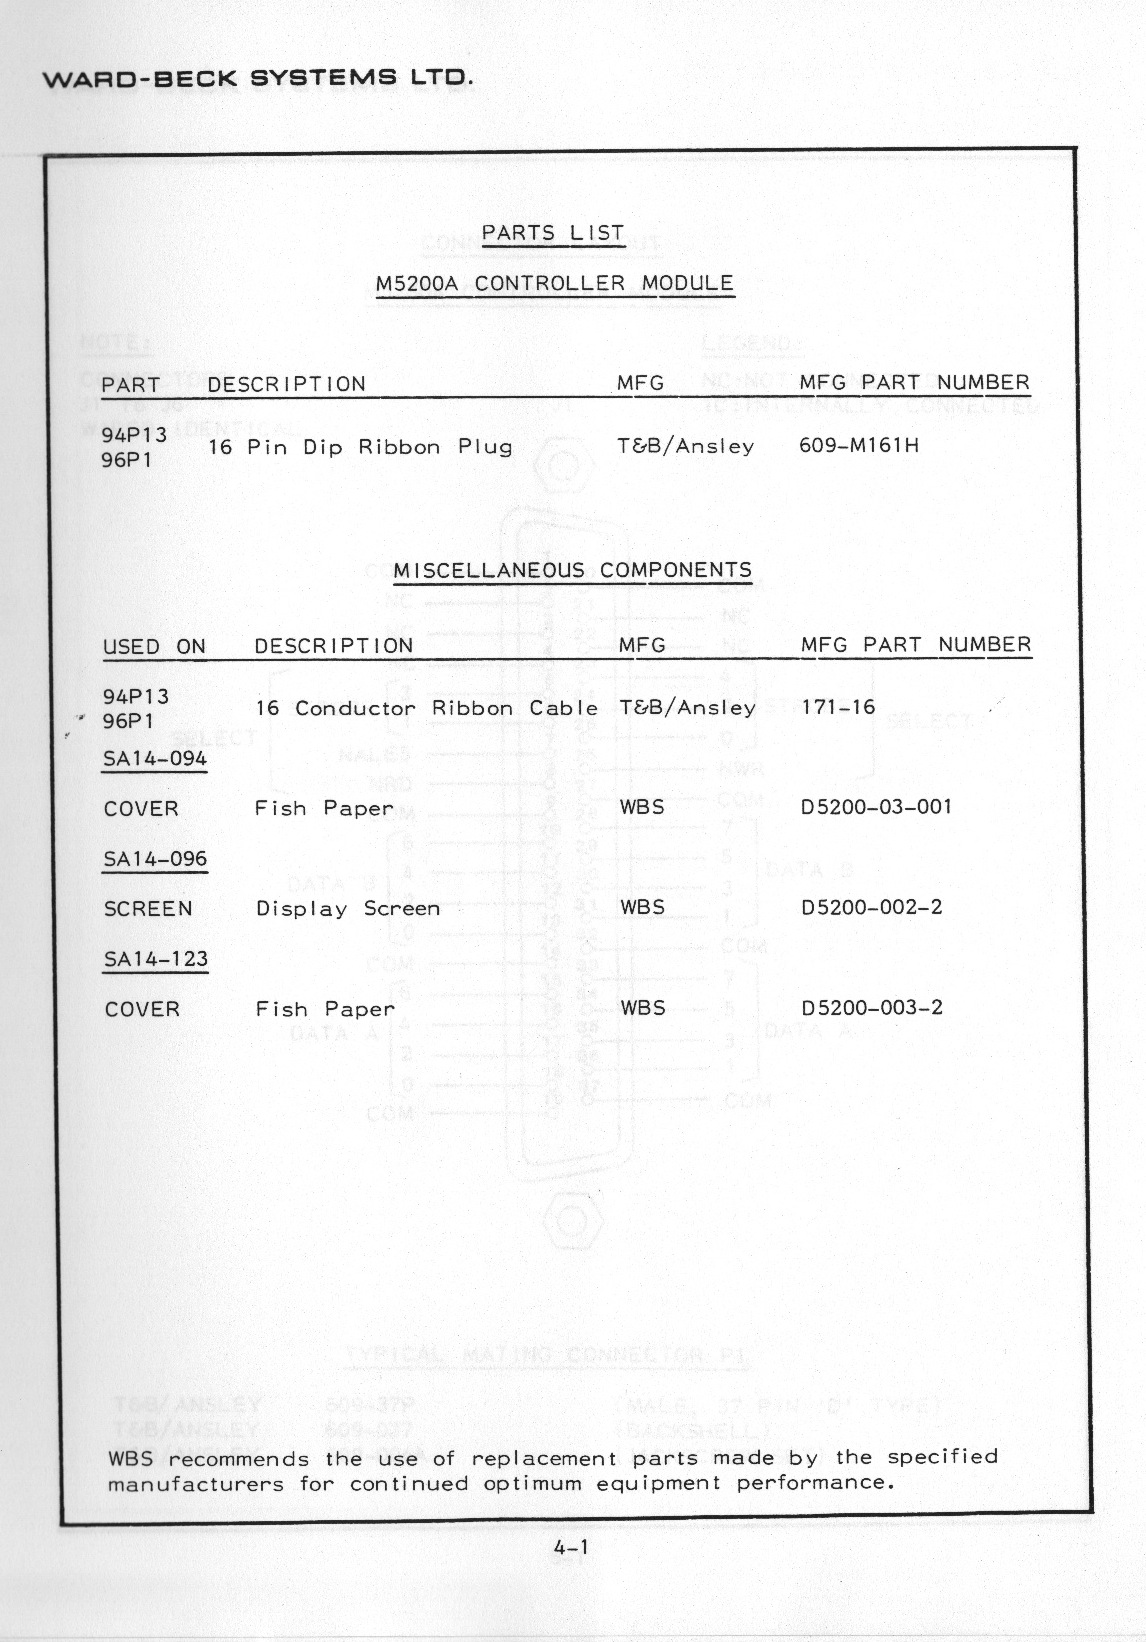 WARD-BECK SYSTEMS LTD.
PARTS LIST
M5200A CONTROLLER MODULE
PART DESCRIPTION MFG MFG PART NUMBER
94P13
96P1
16 Pin Dip Ribbon Plug T&B/Ansley 609-M161H
MISCELLANEOUS COMPONENTS
USED ON DESCRIPTION MFG MFG PART NUMBER
94P13
96P1
16 Conductor Ribbon Cable T&B/Ansley 171-16
SA14-094
COVER Fish Paper WBS D5200-03-001
SA14-096
SCREEN Display Screen WBS D5200-002-2
SA14-123
COVER Fish Paper WBS D5200-003-2
WBS recommends the use of replacement parts made by the specified
manufacturers for continued optimum equipment performance.
4-1